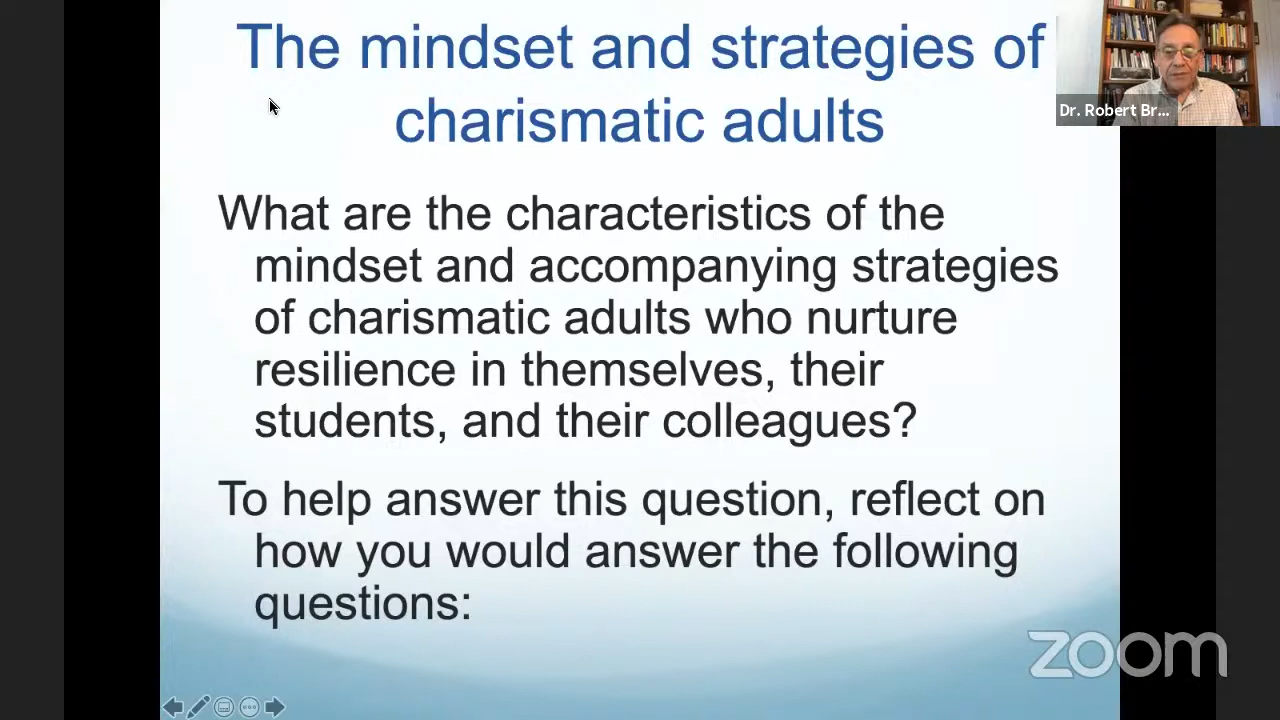 The mindset and strategies of
charismatic adults
Dr. Robert Br...
What are the characteristics of the
mindset and accompanying strategies
of charismatic adults who nurture
resilience in themselves, their
students, and their colleagues?
To help answer this question, reflect on
how you would answer the following
questions:
zoom